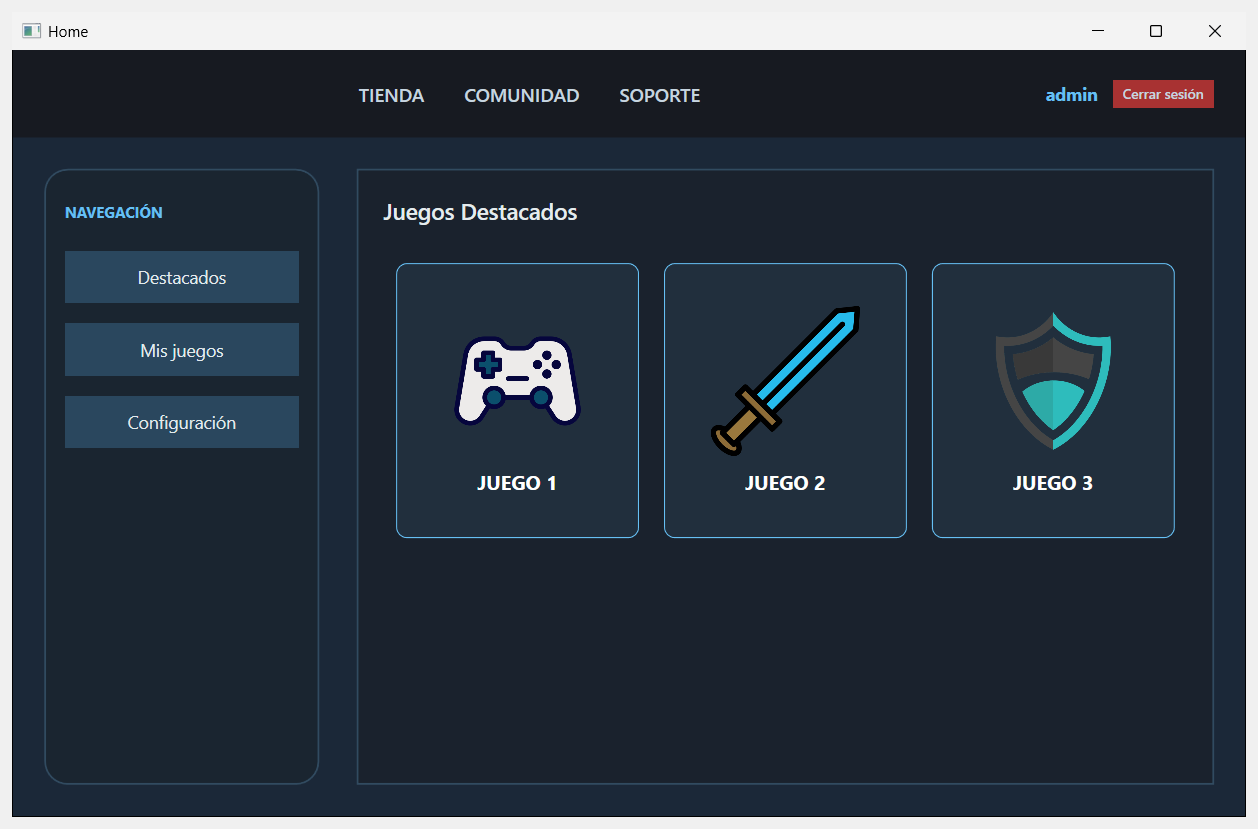 Home
TIENDA COMUNIDAD SOPORTE admin Cerrar sesión
NAVEGACIÓN
Destacados
Mis juegos
Configuración
Juegos Destacados
JUEGO 1 JUEGO 2 JUEGO 3